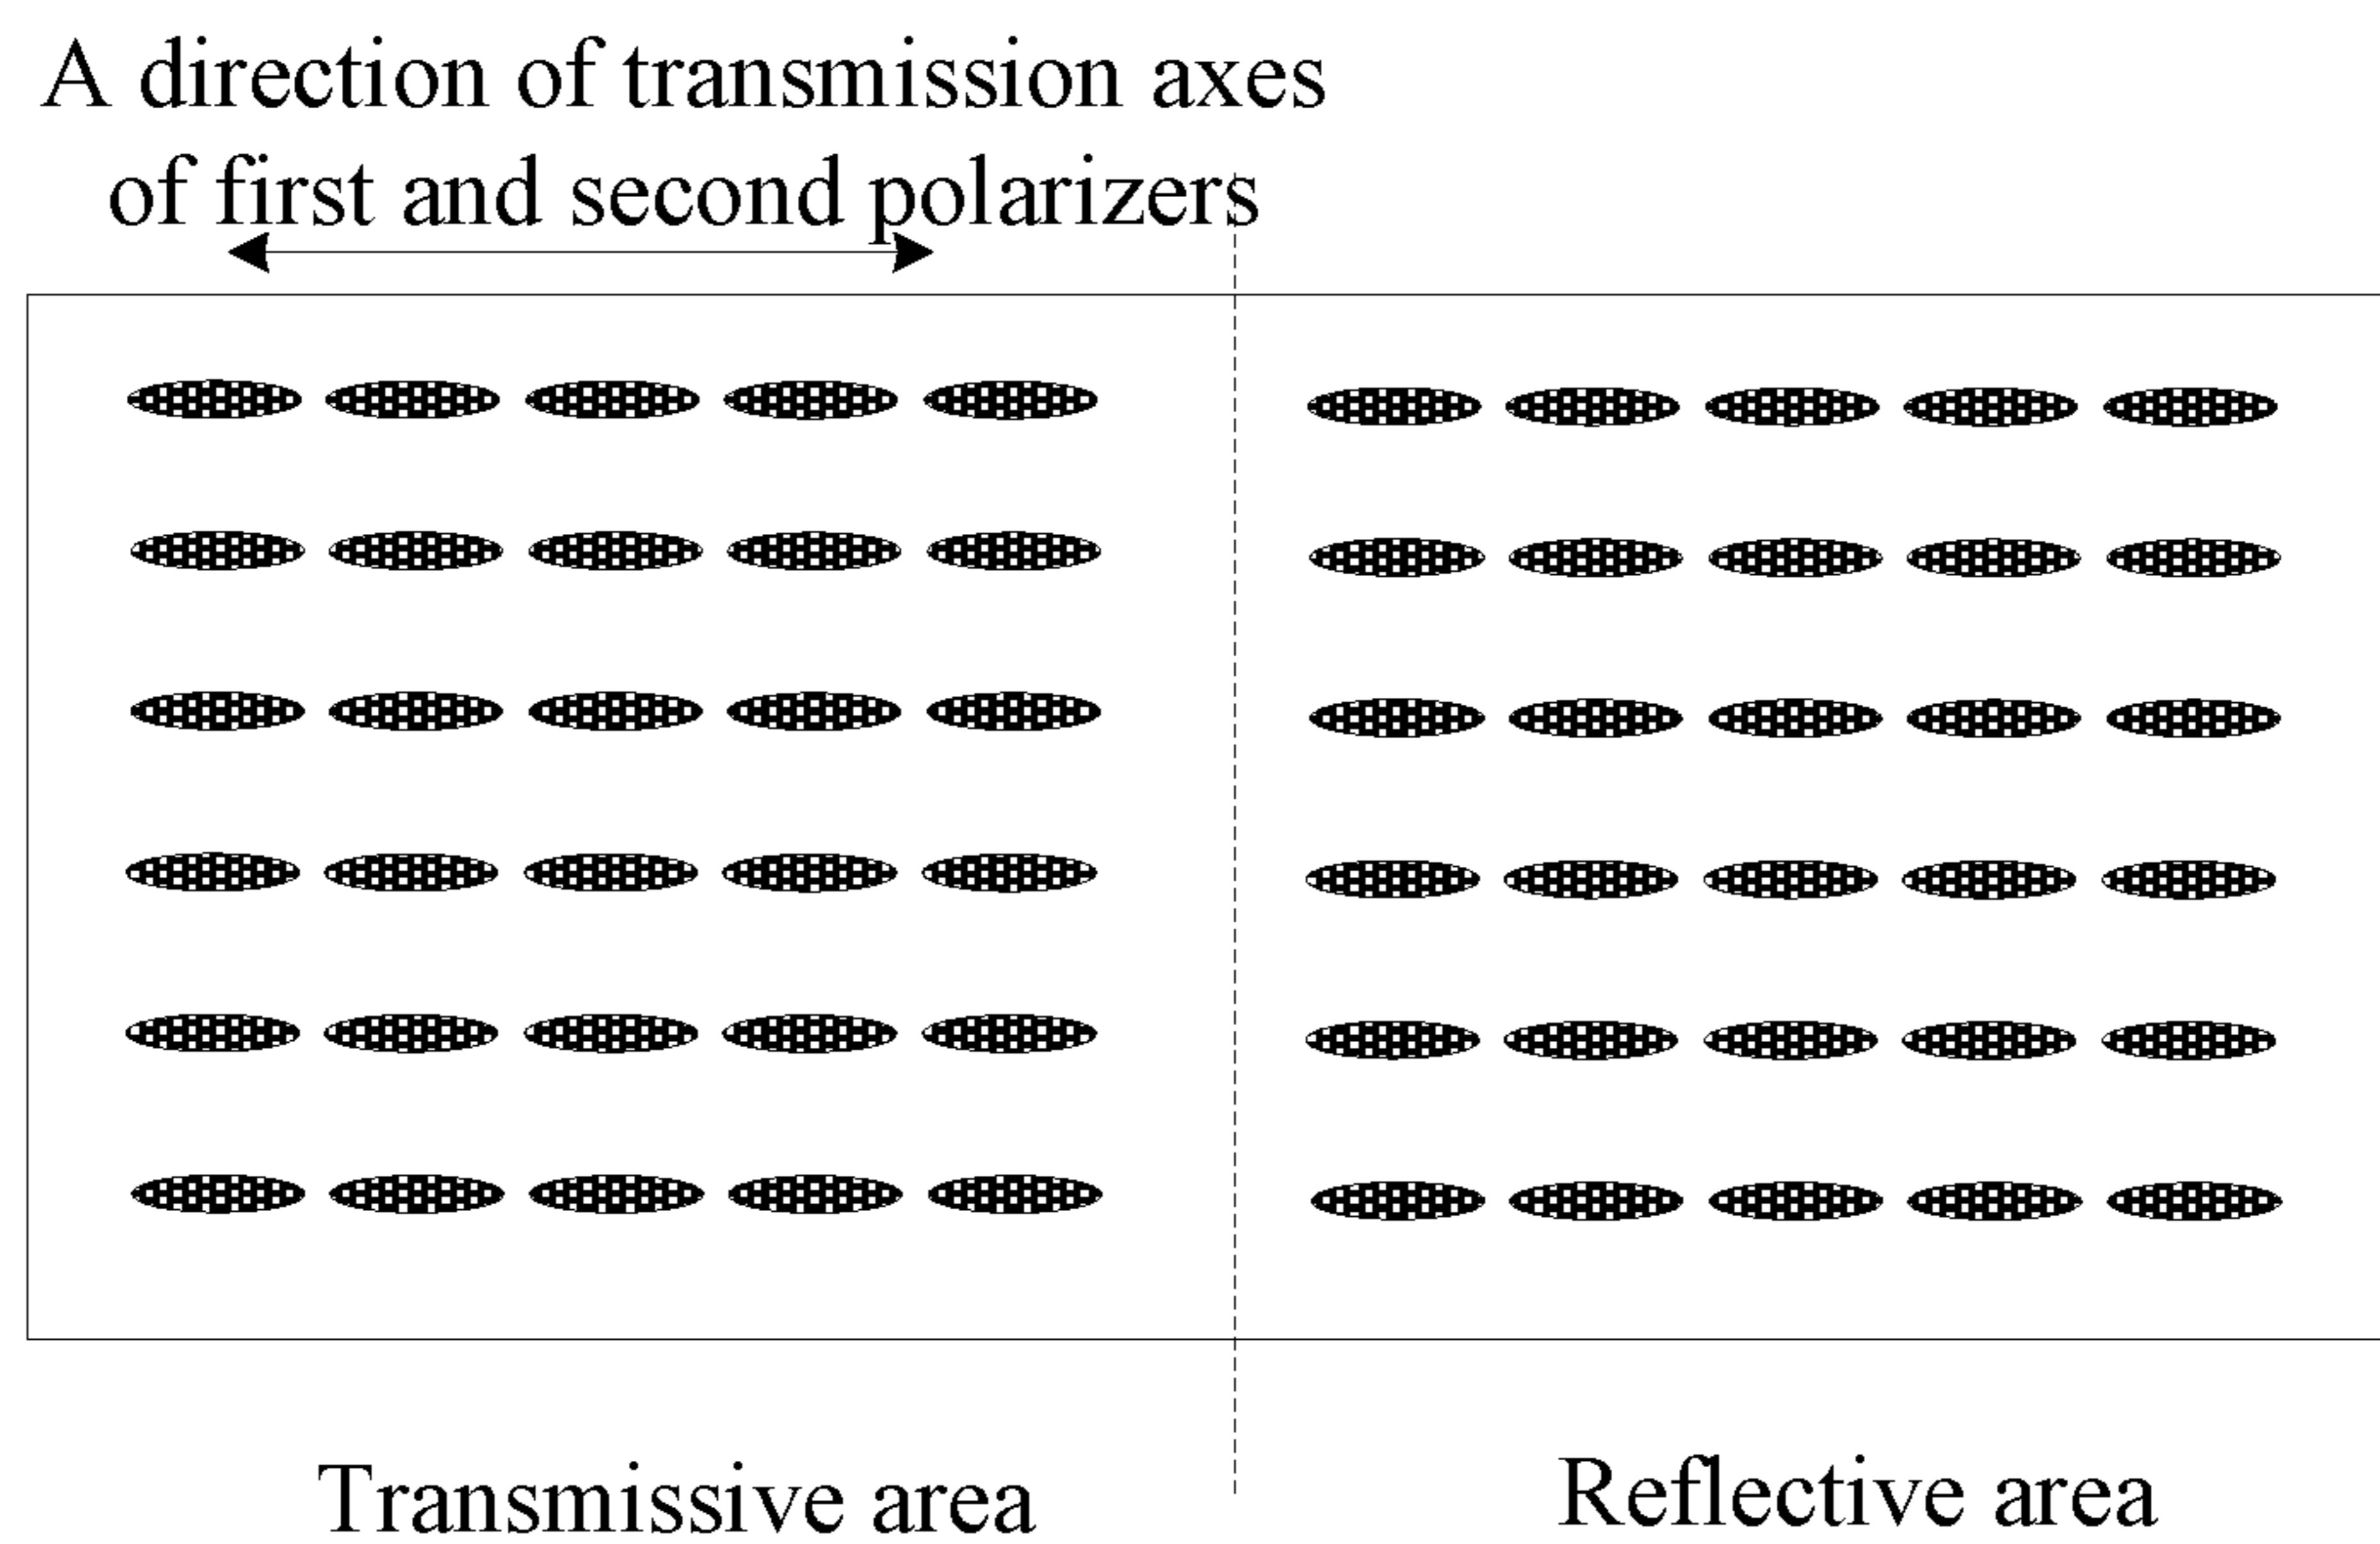 A direction of transmission axes
of first and second polarizers
Transmissive area
Reflective area